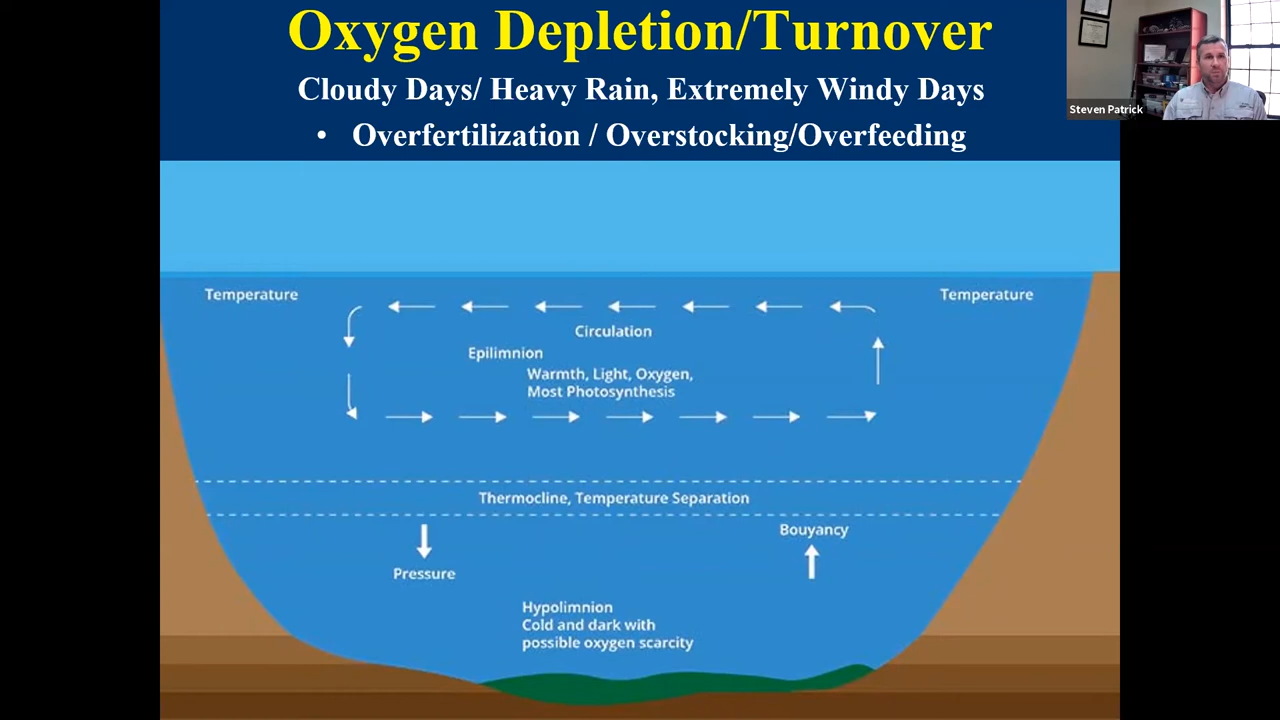 Oxygen Depletion/Turnover
Cloudy Days/ Heavy Rain, Extremely Windy Days
• Overfertilization / Overstocking/Overfeeding
Steven Patrick
Temperature
Temperature
Circulation
Epilimnion
Warmth, Light, Oxygen,
Most Photosynthesis
Thermocline, Temperature Separation
Bouyancy
Pressure
Hypolimnion
Cold and dark with
possible oxygen scarcity